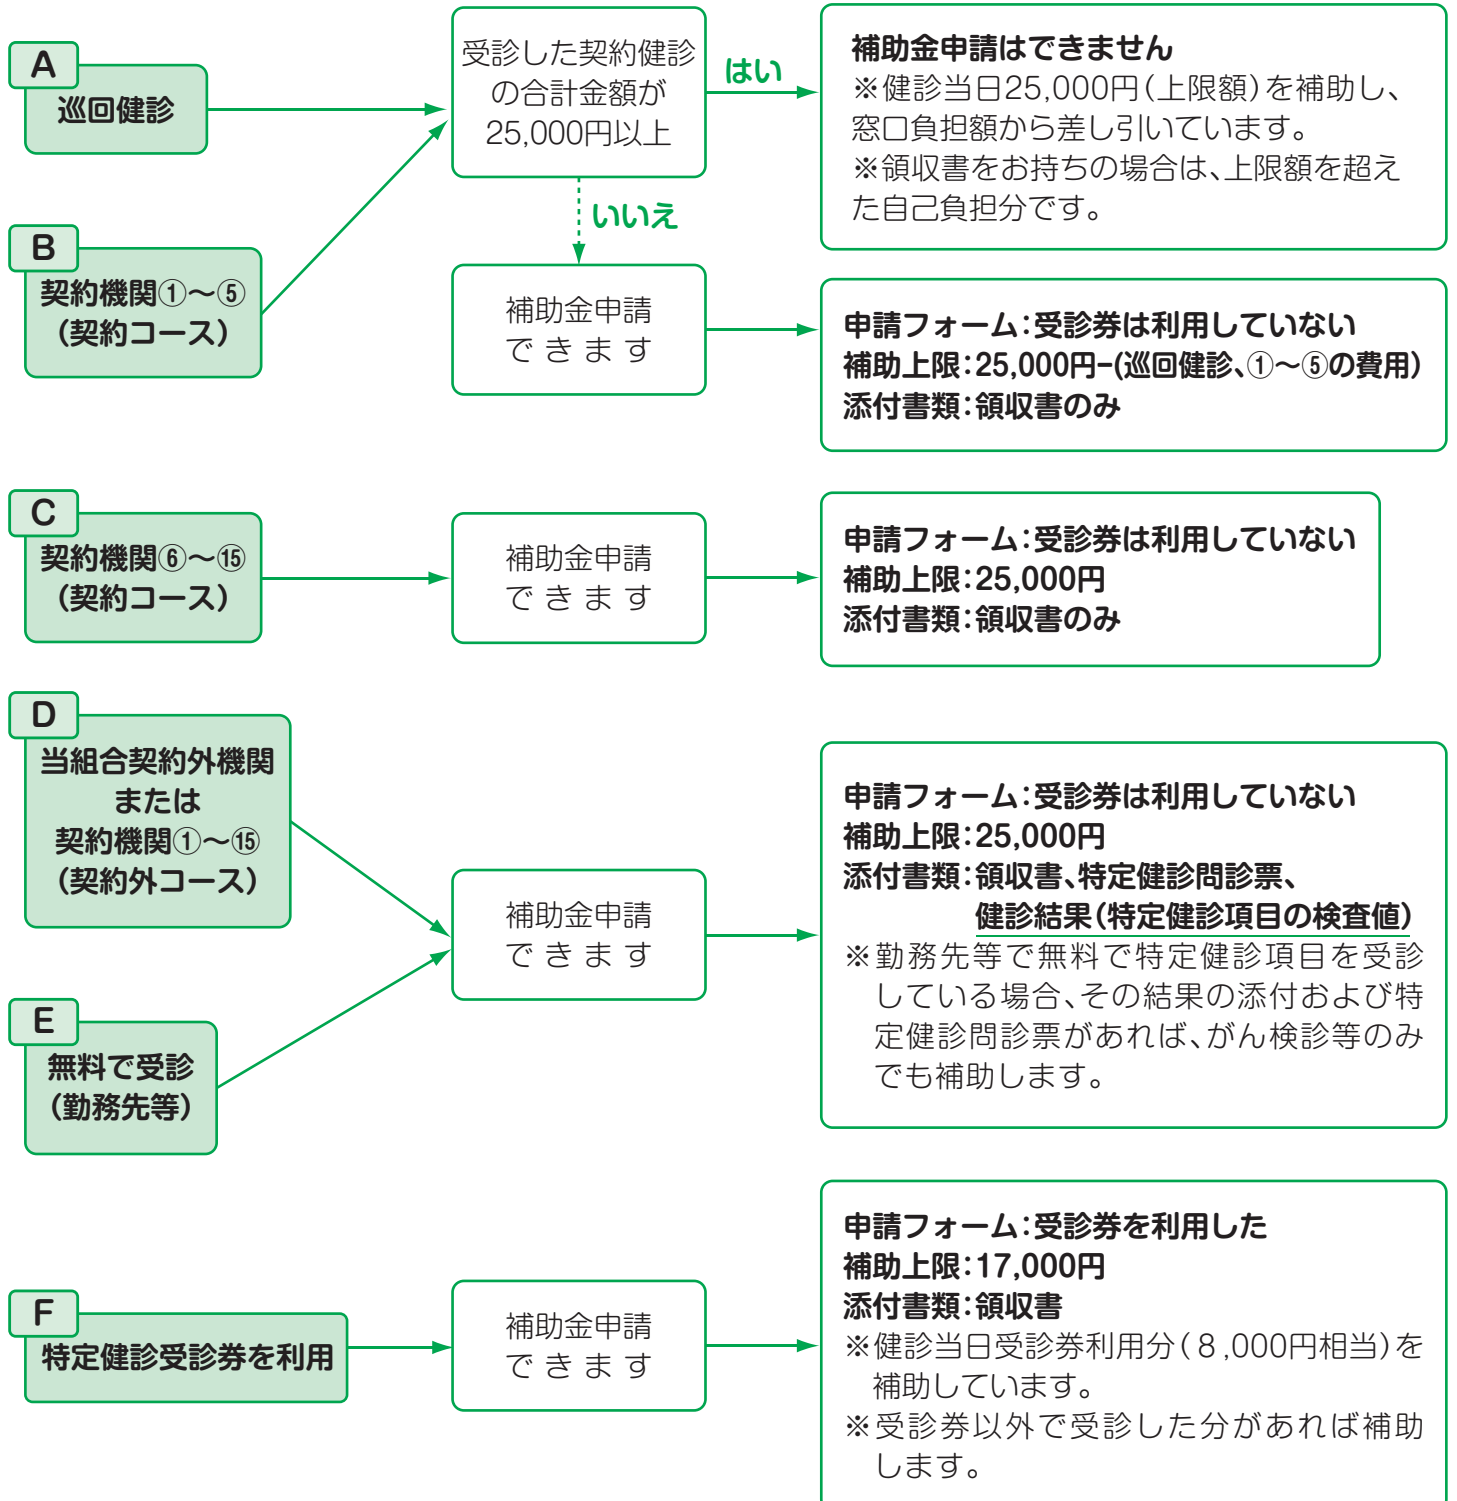 A
巡回健診
受診した契約健診
の合計金額が
25,000円以上
はい
補助金申請はできません
※健診当日25,000円(上限額)を補助し、
窓口負担額から差し引いています。
※領収書をお持ちの場合は、上限額を超え
た自己負担分です。
いいえ
B
契約機関①〜⑤
(契約コース)
補助金申請
できます
申請フォーム:受診券は利用していない
補助上限:25,000円−(巡回健診、①〜⑤の費用)
添付書類:領収書のみ
C
契約機関⑥〜⑮
(契約コース)
補助金申請
できます
申請フォーム:受診券は利用していない
補助上限:25,000円
添付書類:領収書のみ
D
当組合契約外機関
または
契約機関①〜⑮
(契約外コース)
補助金申請
できます
申請フォーム:受診券は利用していない
補助上限:25,000円
添付書類:領収書、特定健診問診票、
健診結果(特定健診項目の検査値)
※勤務先等で無料で特定健診項目を受診
している場合、その結果の添付および特
定健診問診票があれば、がん検診等のみ
でも補助します。
E
無料で受診
(勤務先等)
F
特定健診受診券を利用
補助金申請
できます
申請フォーム:受診券を利用した
補助上限:17,000円
添付書類:領収書
※健診当日受診券利用分(8,000円相当)を
補助しています。
※受診券以外で受診した分があれば補助
します。